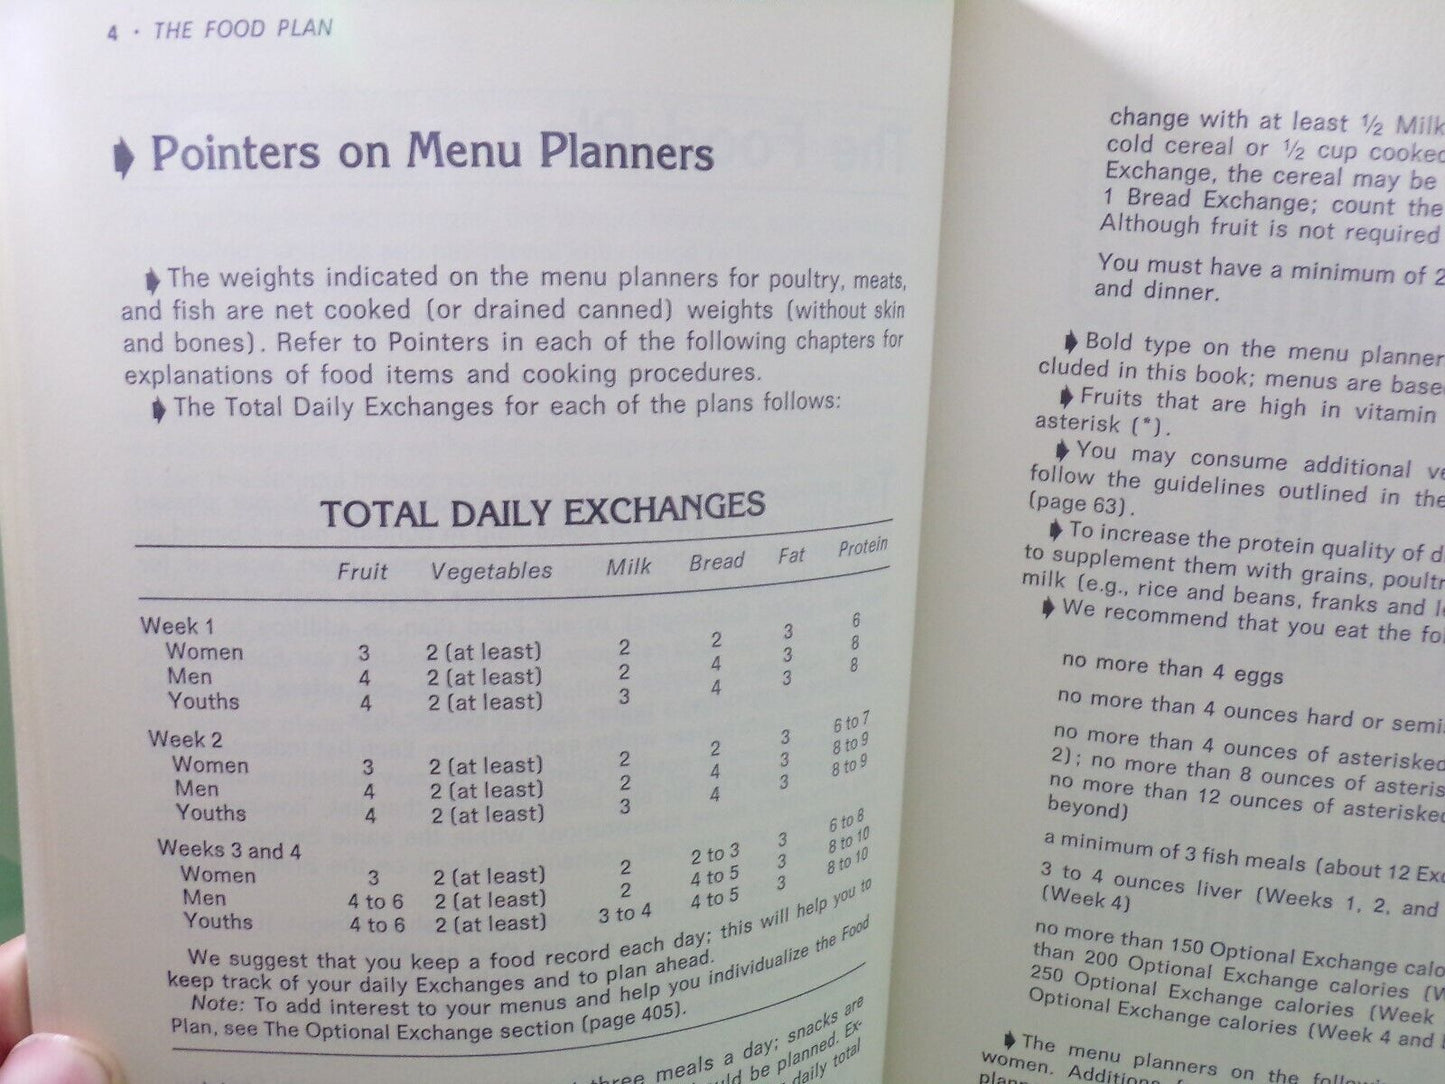 4 · THE FOOD PLAN
Pointers on Menu Planners
The weights indicated on the menu planners for poultry, meats,
and fish are net cooked (or drained canned) weights (without skin
and bones). Refer to Pointers in each of the following chapters for
explanations of food items and cooking procedures.
The Total Daily Exchanges for each of the plans follows:
TOTAL DAILY EXCHANGES
Fruit Vegetables Milk Bread Fat Protein
Week 1
Women 3 2 (at least) 2 2 3 6
Men 4 2 (at least) 2 4 3 8
Youths 4 2 (at least) 3 4 3 8
Week 2
Women 3 2 (at least) 2 2 3 6 to 7
Men 4 2 (at least) 2 4 3 8 to 9
Youths 4 2 (at least) 3 4 3 8 to 9
Weeks 3 and 4
Women 3 2 (at least) 2 2 to 3 3 6 to 8
Men 4 to 6 2 (at least) 2 4 to 5 3 8 to 10
Youths 4 to 6 2 (at least) 3 to 4 4 to 5 3 8 to 10
We suggest that you keep a food record each day; this will help you to
keep track of your daily Exchanges and to plan ahead.
Note: To add interest to your menus and help you individualize the Food
Plan, see The Optional Exchange section (page 405).
three meals a day; snacks are
be planned. Ex-
daily total
change with at least ½ Milk
cold cereal or ½ cup cooked
Exchange, the cereal may be
1 Bread Exchange; count the
Although fruit is not required
You must have a minimum of 2
and dinner.
Bold type on the menu planner
cluded in this book; menus are base
Fruits that are high in vitamin
asterisk (*).
You may consume additional ve
follow the guidelines outlined in the
(page 63).
To increase the protein quality of d
to supplement them with grains, poultr
milk (e.g., rice and beans, franks and le
We recommend that you eat the fo
no more than 4 eggs
no more than 4 ounces hard or semi
no more than 4 ounces of asterisked
2); no more than 8 ounces of asteris
no more than 12 ounces of asterisked
beyond)
a minimum of 3 fish meals (about 12 Exc
3 to 4 ounces liver (Weeks 1, 2, and
(Week 4)
no more than 150 Optional Exchange calo
than 200 Optional Exchange calories (W
250 Optional Exchange calories (Week
Optional Exchange calories (Week 4 and
The menu planners on the follow
women. Additions